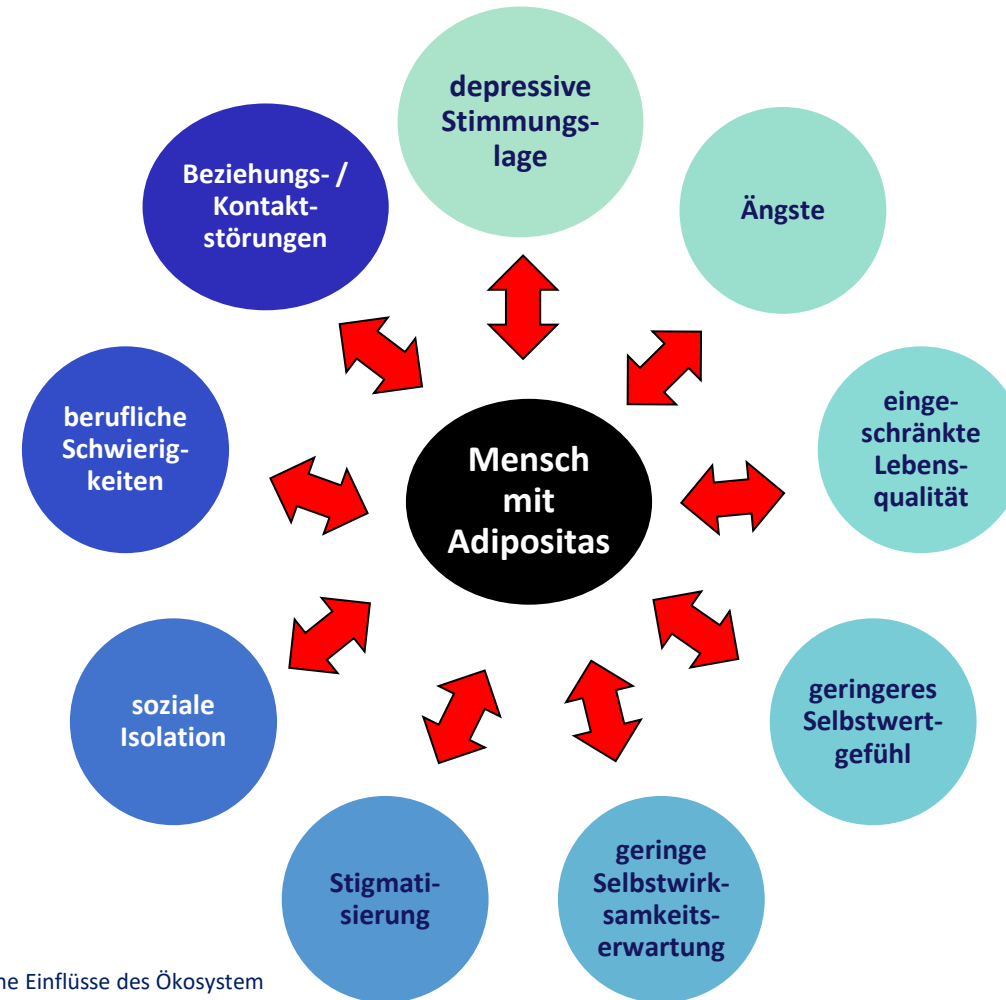 depressive
Stimmungs-
lage
Ängste
einge-
schränkte
Lebens-
qualität
geringeres
Selbstwert-
gefühl
geringe
Selbstwirk-
samkeits-
erwartung
Stigmati-
sierung
soziale
Isolation
berufliche
Schwierig-
keiten
Beziehungs- /
Kontakt-
störungen
Mensch
mit
Adipositas
Einflüsse des Ökosystem